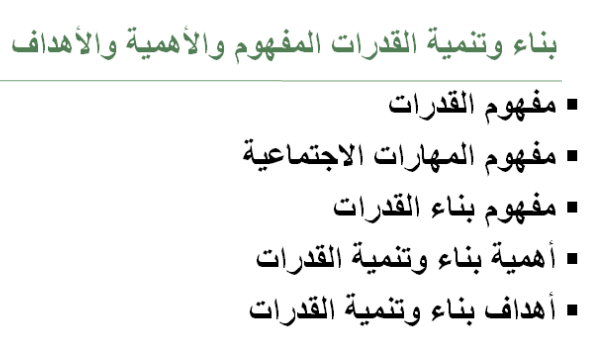 بناء وتنمية القدرات المفهوم والأهمية والأهداف
▪ مفهوم القدرات
▪ مفهوم المهارات الاجتماعية
▪ مفهوم بناء القدرات
▪ أهمية بناء وتنمية القدرات
▪ أهداف بناء وتنمية القدرات